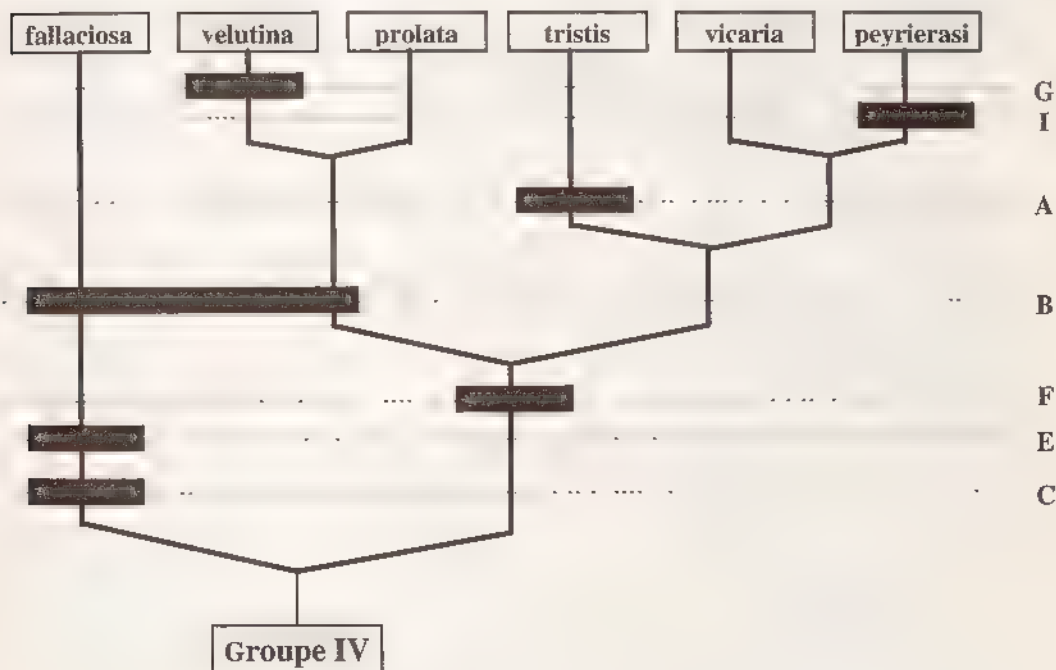 fallaciosa velutina prolata tristis vicaria peyrierasi
G
I
A
B
F
E
C
Groupe IV